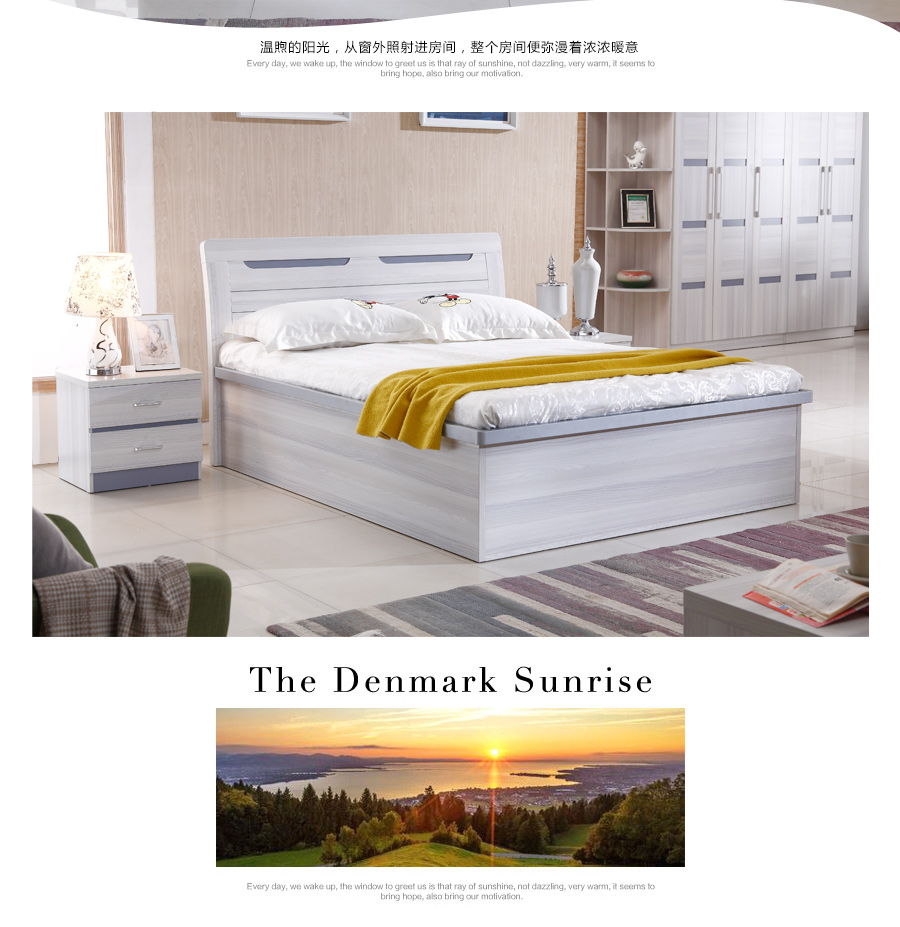 温煦的阳光，从窗外照射进房间，整个房间便弥漫着浓浓暖意
Every day, we wake up, the window to greet us is that ray of sunshine, not dazzling, very warm, it seems to
bring hope, also bring our motivation.
The Denmark Sunrise
Every day, we wake up, the window to greet us is that ray of sunshine, not dazzling, very warm, it seems to
bring hope, also bring our motivation.